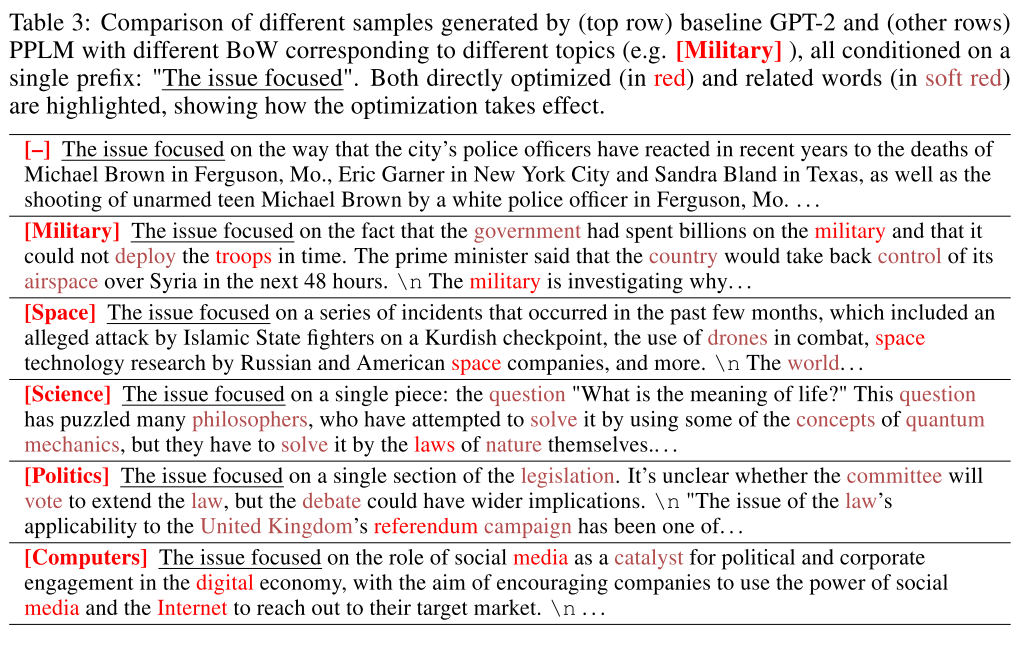 Table 3: Comparison of different samples generated by (top row) baseline GPT-2 and (other rows)
PPLM with different BoW corresponding to different topics (e.g. [Military] ), all conditioned on a
single prefix: "The issue focused". Both directly optimized (in red) and related words (in soft red)
are highlighted, showing how the optimization takes effect.
[–] The issue focused on the way that the city's police officers have reacted in recent years to the deaths of
Michael Brown in Ferguson, Mo., Eric Garner in New York City and Sandra Bland in Texas, as well as the
shooting of unarmed teen Michael Brown by a white police officer in Ferguson, Mo. ...
[Military] The issue focused on the fact that the government had spent billions on the military and that it
could not deploy the troops in time. The prime minister said that the country would take back control of its
airspace over Syria in the next 48 hours. \n The military is investigating why...
[Space] The issue focused on a series of incidents that occurred in the past few months, which included an
alleged attack by Islamic State fighters on a Kurdish checkpoint, the use of drones in combat, space
technology research by Russian and American space companies, and more. \n The world...
[Science] The issue focused on a single piece: the question "What is the meaning of life?" This question
has puzzled many philosophers, who have attempted to solve it by using some of the concepts of quantum
mechanics, but they have to solve it by the laws of nature themselves....
[Politics] The issue focused on a single section of the legislation. It's unclear whether the committee will
vote to extend the law, but the debate could have wider implications. \n "The issue of the law's
applicability to the United Kingdom's referendum campaign has been one of...
[Computers] The issue focused on the role of social media as a catalyst for political and corporate
engagement in the digital economy, with the aim of encouraging companies to use the power of social
media and the Internet to reach out to their target market. \n ...